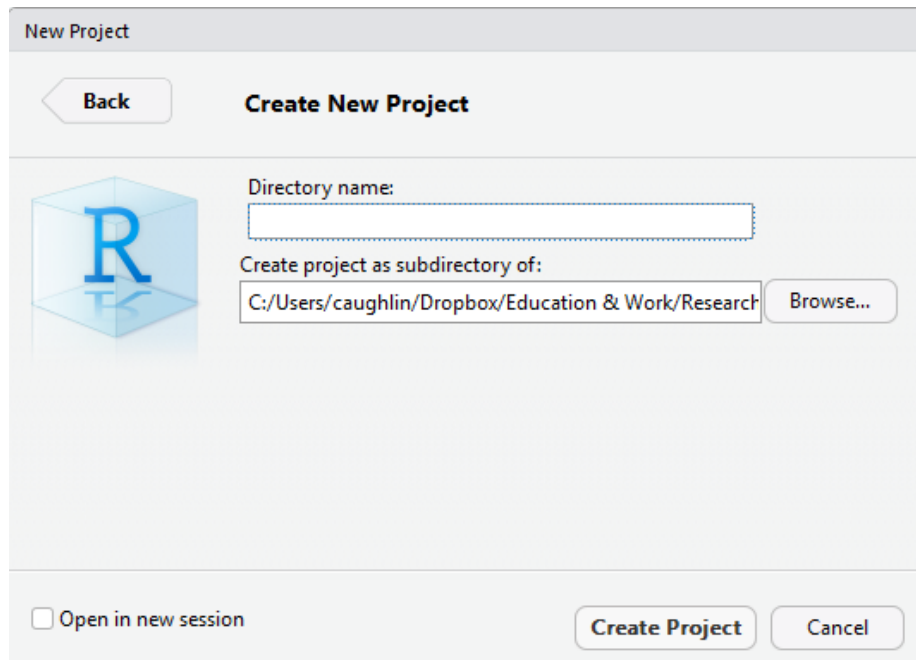 New Project
Back
Create New Project
R
Directory name:
Create project as subdirectory of:
C:/Users/caughlin/Dropbox/Education & Work/Research
Browse...
Open in new session
Create Project
Cancel